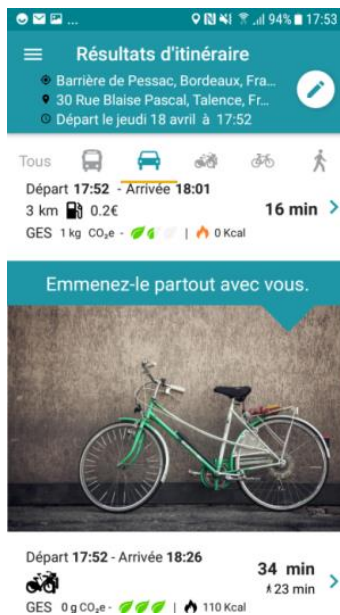 ... 94% 17:53
Résultats d'itinéraire
Barrière de Pessac, Bordeaux, Fra...
30 Rue Blaise Pascal, Talence, Fr...
Départ le jeudi 18 avril à 17:52
Tous
Départ 17:52 - Arrivée 18:01
3 km 0.2€ 16 min >
GES 1 kg CO₂e - | 0 Kcal
Emmenez-le partout avec vous.
Départ 17:52 - Arrivée 18:26
34 min >
23 min
GES 0 g CO₂e - | 110 Kcal